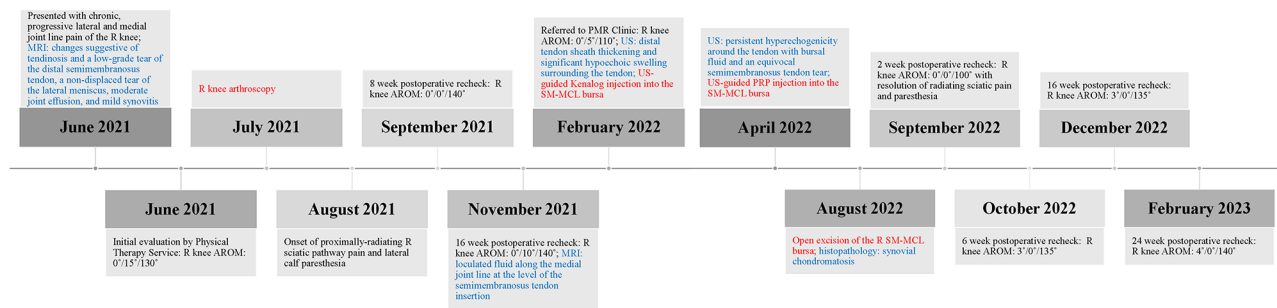 Presented with chronic,
progressive lateral and medial
joint line pain of the R knee;
MRI: changes suggestive of
tendinosis and a low-grade tear of
the distal semimembranosus
tendon, a non-displaced tear of
the lateral meniscus, moderate
joint effusion, and mild synovitis
June 2021
Initial evaluation by Physical
Therapy Service: R knee AROM:
0˚/15˚/130˚
June 2021
R knee arthroscopy
July 2021
August 2021
Onset of proximally-radiating R
sciatic pathway pain and lateral
calf paresthesia
8 week postoperative recheck: R
knee AROM: 0˚/0˚/140˚
September 2021
November 2021
16 week postoperative recheck: R
knee AROM: 0˚/10˚/140˚; MRI:
loculated fluid along the medial
joint line at the level of the
semimembranosus tendon
insertion
Referred to PMR Clinic: R knee
AROM: 0˚/5˚/110˚; US: distal
tendon sheath thickening and
significant hypoechoic swelling
surrounding the tendon; US-
guided Kenalog injection into the
SM-MCL bursa
February 2022
US: persistent hyperechogenicity
around the tendon with bursal
fluid and an equivocal
semimembranosus tendon tear;
US-guided PRP injection into the
SM-MCL bursa
April 2022
August 2022
Open excision of the R SM-MCL
bursa; histopathology: synovial
chondromatosis
2 week postoperative recheck: R
knee AROM: 0˚/0˚/100˚ with
resolution of radiating sciatic pain
and paresthesia
September 2022
October 2022
6 week postoperative recheck: R
knee AROM: 3˚/0˚/135˚
16 week postoperative recheck:
R knee AROM: 3˚/0˚/135˚
December 2022
February 2023
24 week postoperative recheck:
R knee AROM: 4˚/0˚/140˚